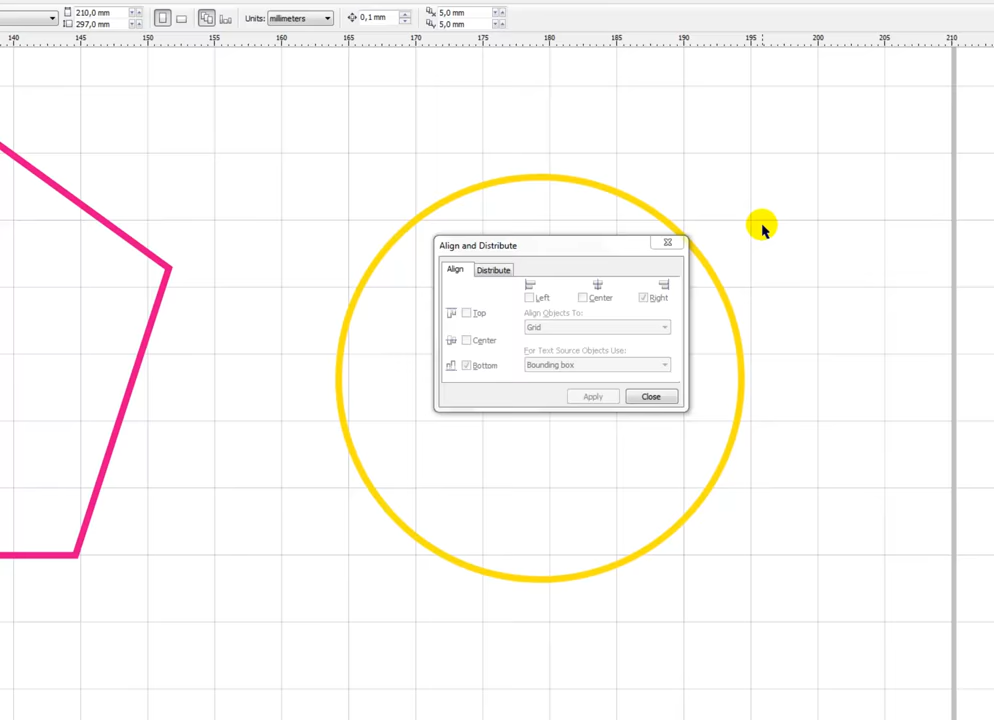 210,0 mm
297,0 mm
Units: millimeters
0,1 mm
5,0 mm
5,0 mm
140 145 150 155 160 165 170 175 180 185 190 195 200 205 210
Align and Distribute
Align Distribute
Left Center Right
Top
Align Objects To:
Grid
Center
For Text Source Objects Use:
Bottom
Bounding box
Apply Close